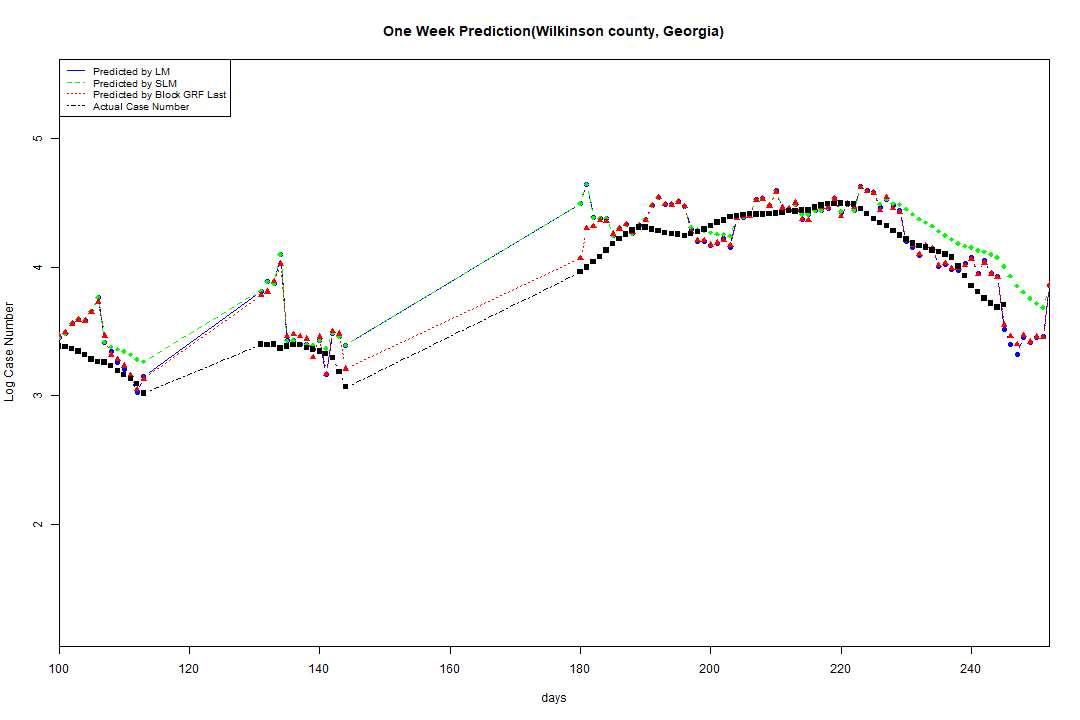 One Week Prediction(Wilkinson county, Georgia)
Predicted by LM
Predicted by SLM
Predicted by Block GRF Last
Actual Case Number
5
4
3
2
Log Case Number
100 120 140 160 180 200 220 240
days